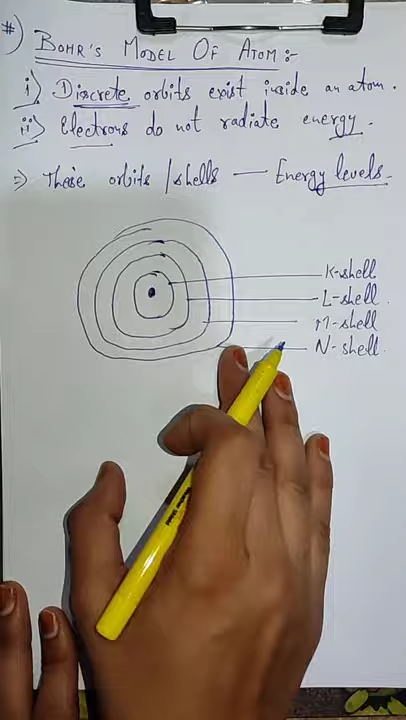 #) BOHR'S MODEL OF ATOM :-
i) Discrete orbits exist inside an atom.
ii) Electrons do not radiate energy.
⇒ These orbits / shells — Energy levels.
K-shell
L-shell.
M-shell
N-shell.